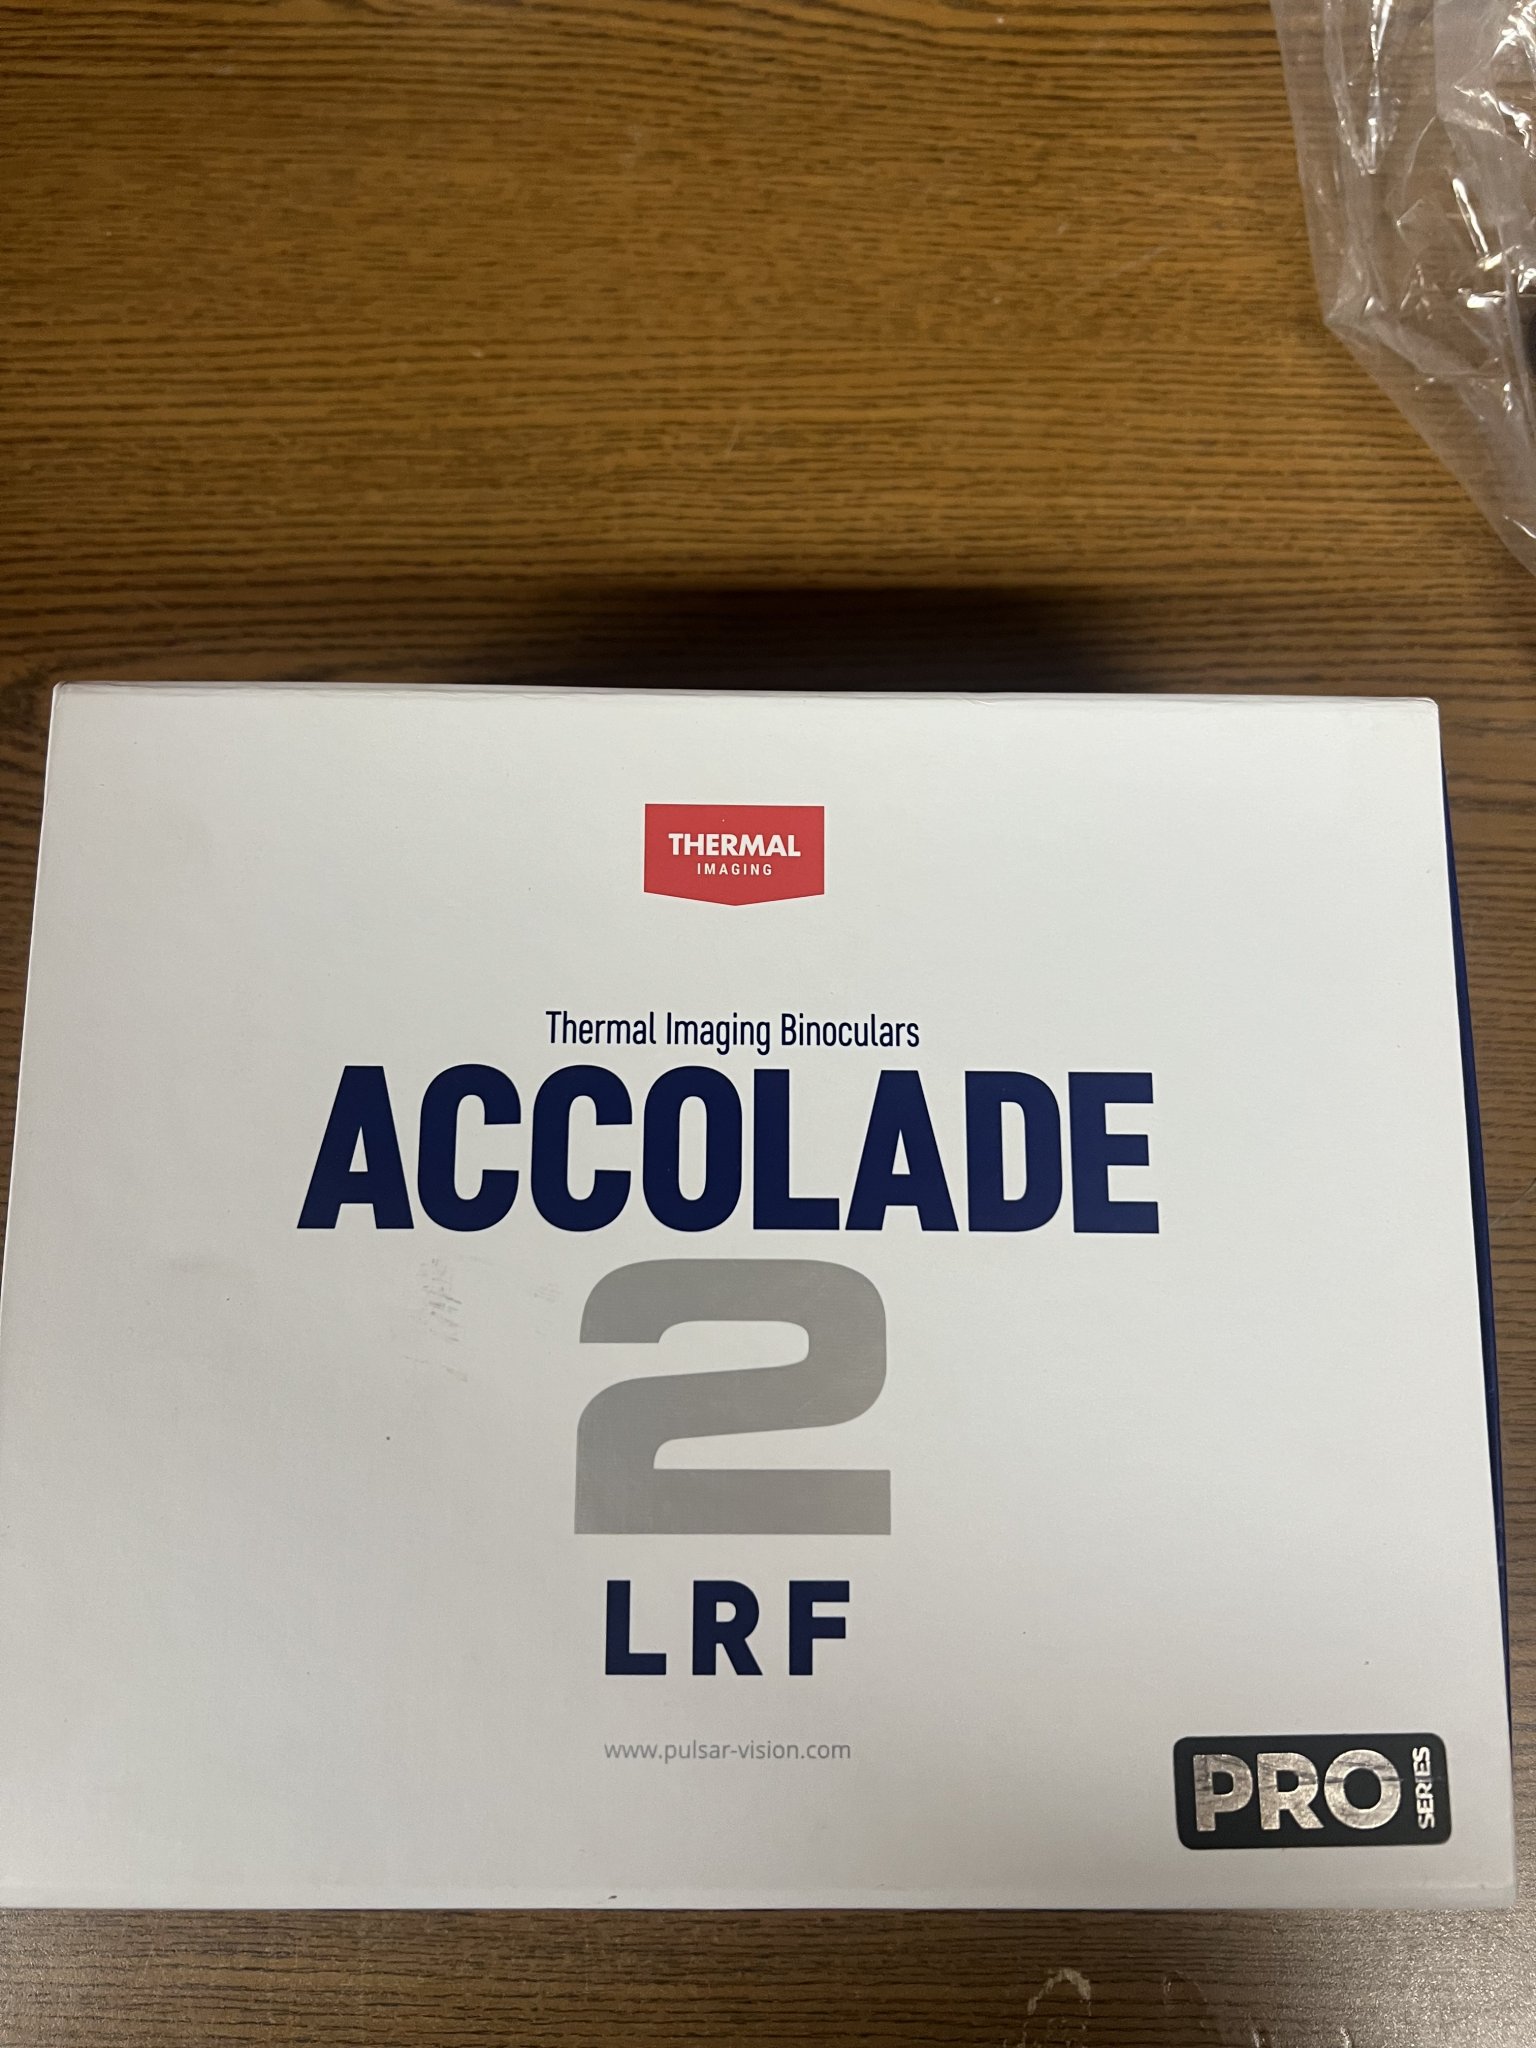 THERMAL
IMAGING
Thermal Imaging Binoculars
ACCOLADE
2
LRF
www.pulsar-vision.com
PRO SERIES